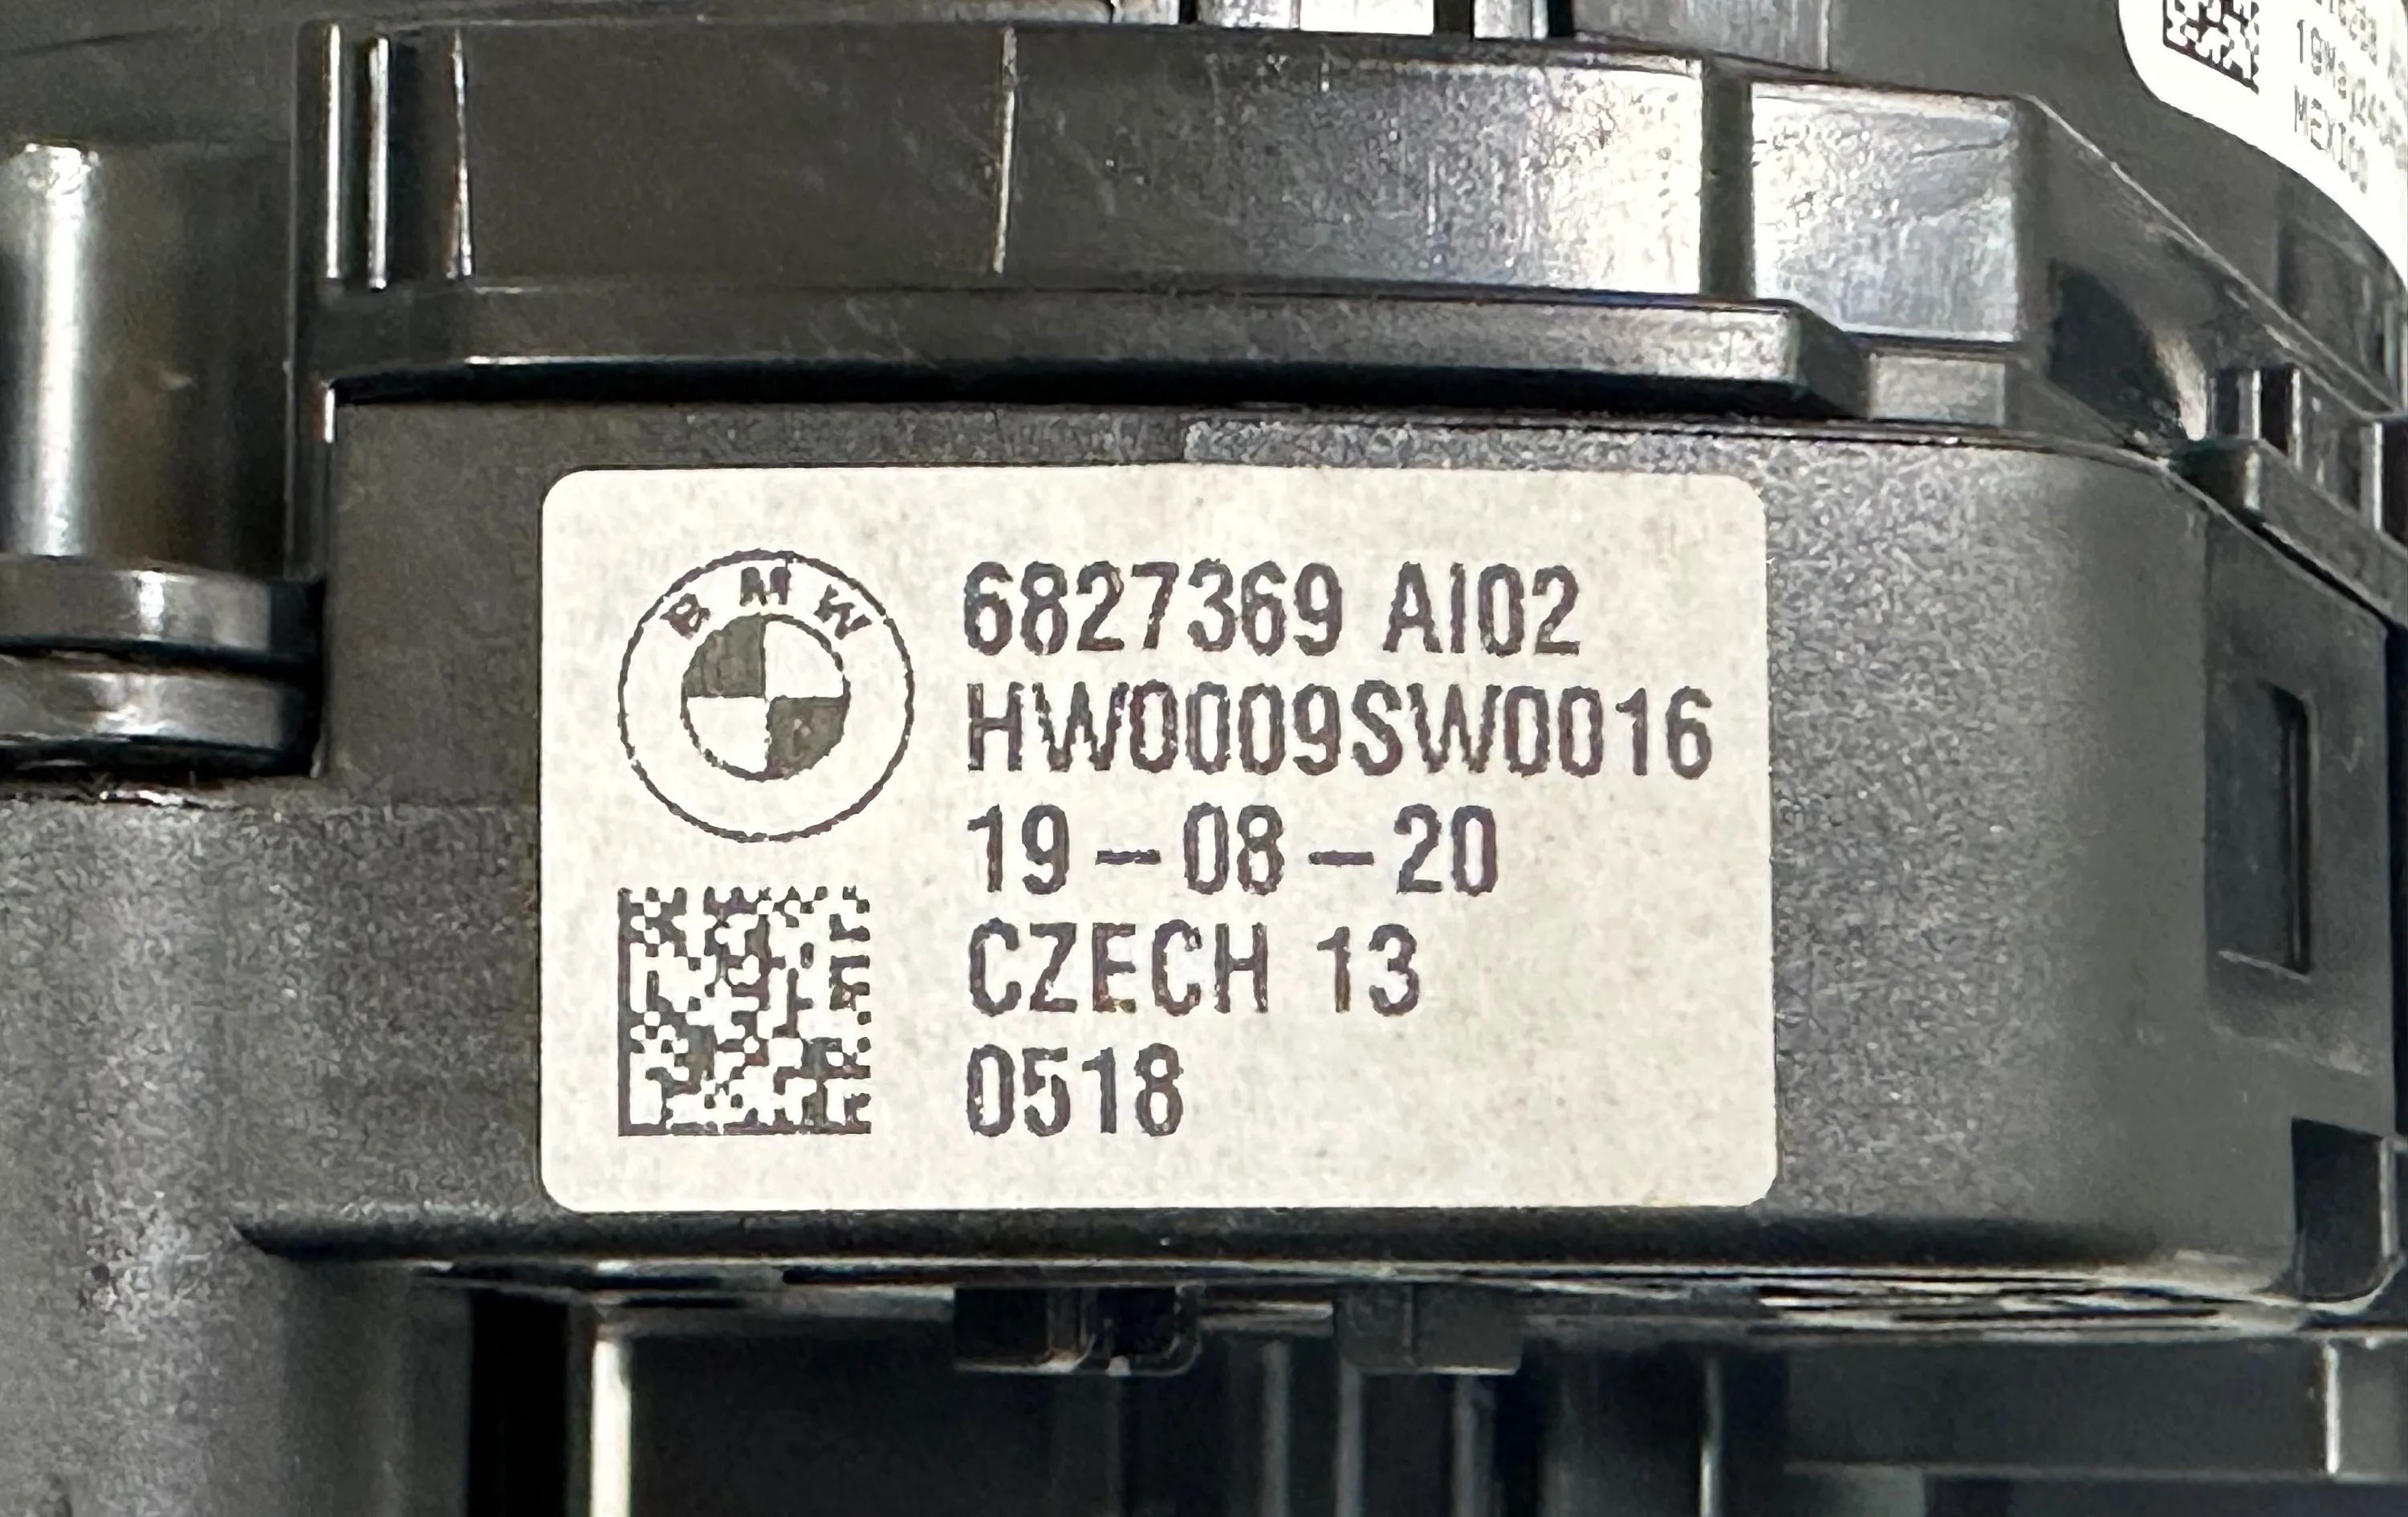 MEXICO
BMW
6827369 AI02
HW0009SW0016
19-08-20
CZECH 13
0518